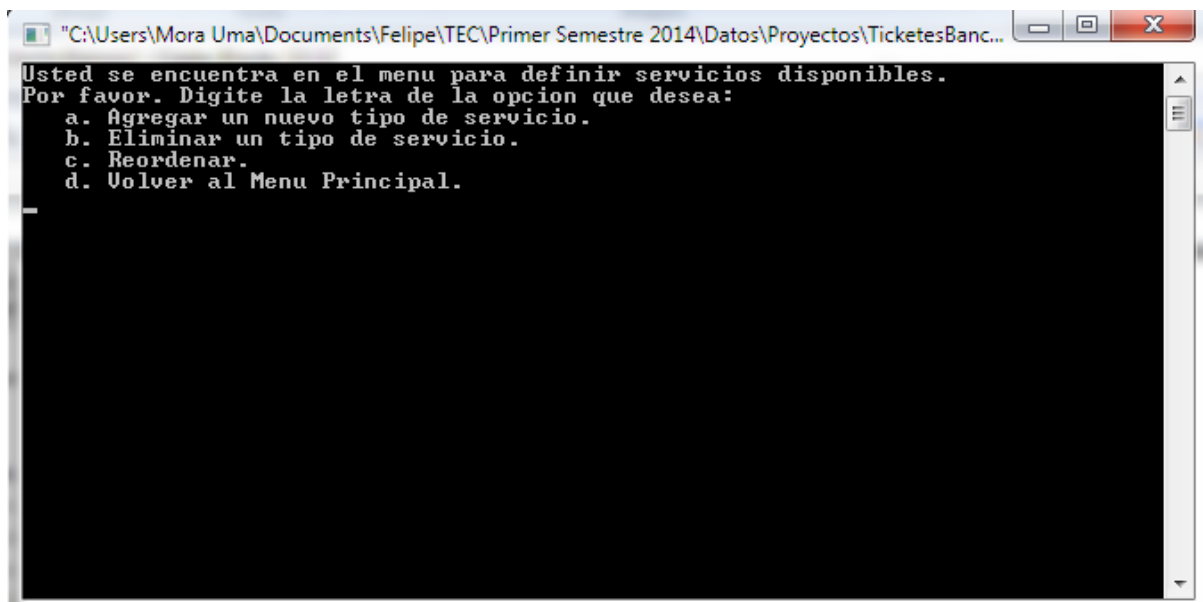 "C:\Users\Mora Uma\Documents\Felipe\TEC\Primer Semestre 2014\Datos\Proyectos\TicketesBanc...
Usted se encuentra en el menu para definir servicios disponibles.
Por favor. Digite la letra de la opcion que desea:
a. Agregar un nuevo tipo de servicio.
b. Eliminar un tipo de servicio.
c. Reordenar.
d. Volver al Menu Principal.